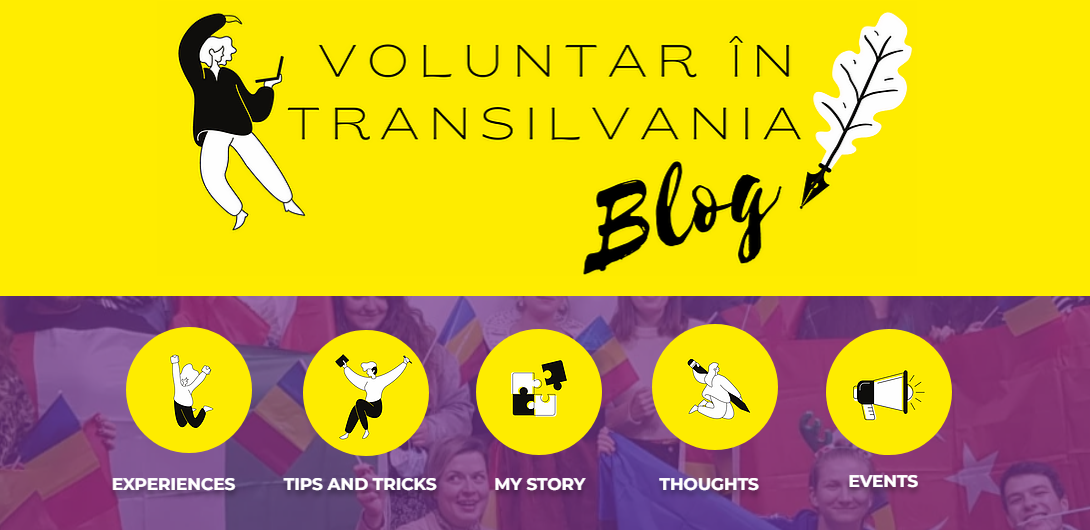 VOLUNTAR ÎN
TRANSILVANIA
Blog
EXPERIENCES
TIPS AND TRICKS
MY STORY
THOUGHTS
EVENTS